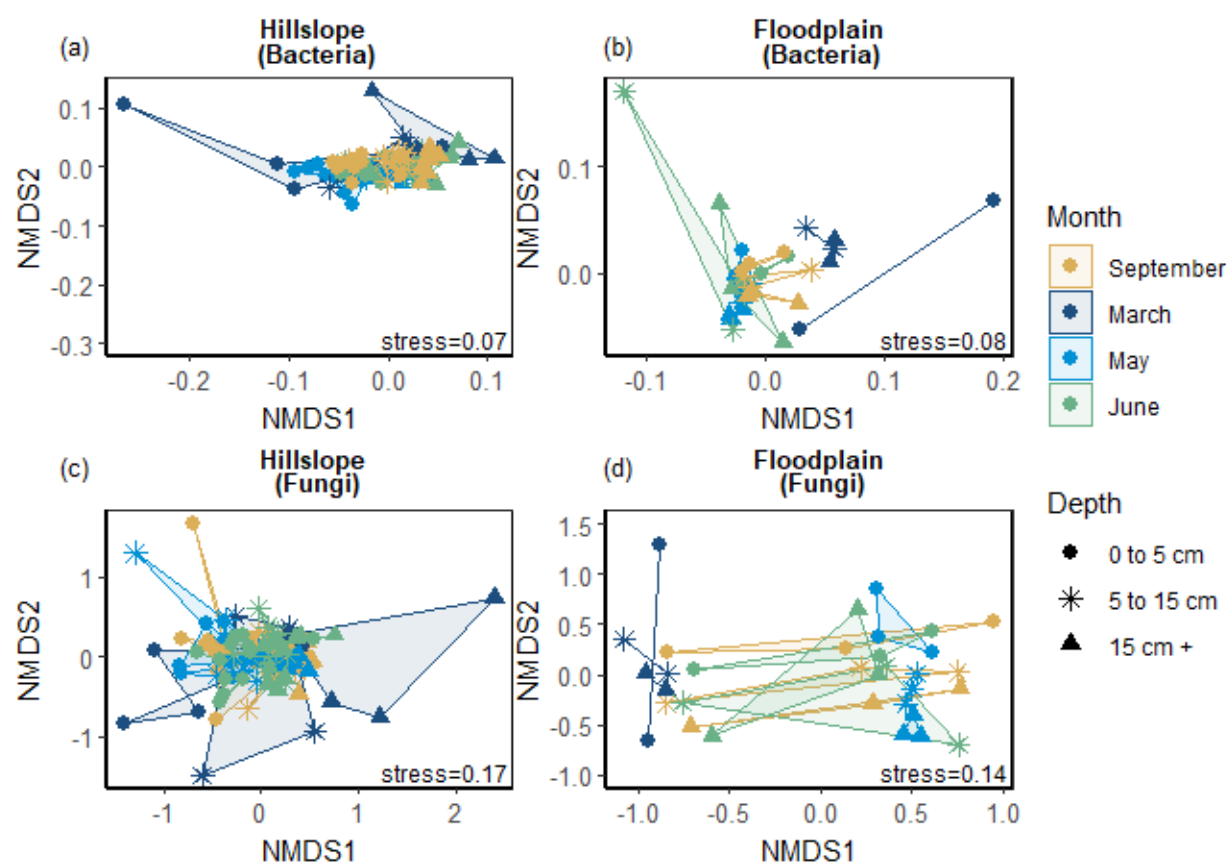 (a)
Hillslope
(Bacteria)
0.1
0.0
-0.1
-0.2
-0.3
NMDS2
-0.2
-0.1
0.0
0.1
NMDS1
stress=0.07
(b)
Floodplain
(Bacteria)
0.1
0.0
NMDS2
-0.1
0.0
0.1
0.2
NMDS1
stress=0.08
(c)
Hillslope
(Fungi)
1
0
-1
NMDS2
-1
0
1
2
NMDS1
stress=0.17
(d)
Floodplain
(Fungi)
1.5
1.0
0.5
0.0
-0.5
-1.0
NMDS2
-1.0
-0.5
0.0
0.5
1.0
NMDS1
stress=0.14
Month
September
March
May
June
Depth
0 to 5 cm
5 to 15 cm
15 cm +